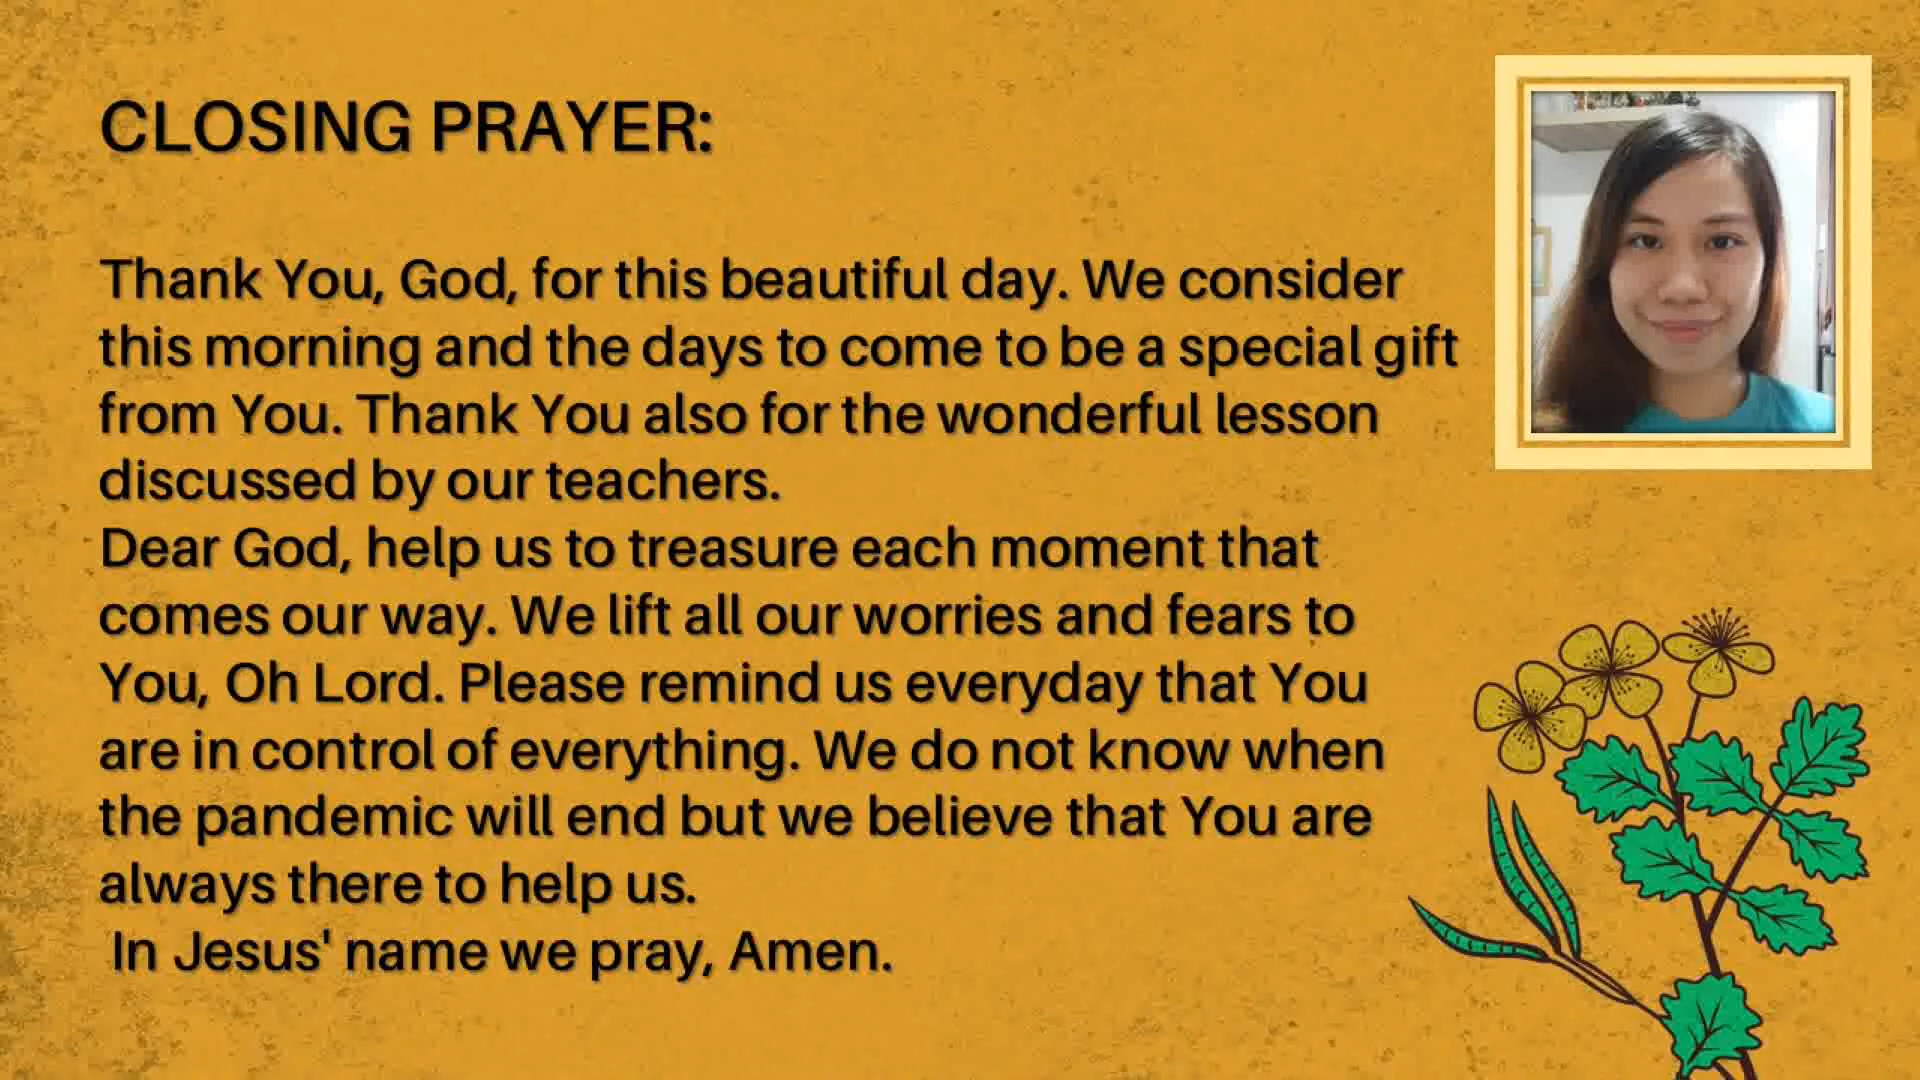 CLOSING PRAYER:
Thank You, God, for this beautiful day. We consider
this morning and the days to come to be a special gift
from You. Thank You also for the wonderful lesson
discussed by our teachers.
Dear God, help us to treasure each moment that
comes our way. We lift all our worries and fears to
You, Oh Lord. Please remind us everyday that You
are in control of everything. We do not know when
the pandemic will end but we believe that You are
always there to help us.
In Jesus' name we pray, Amen.